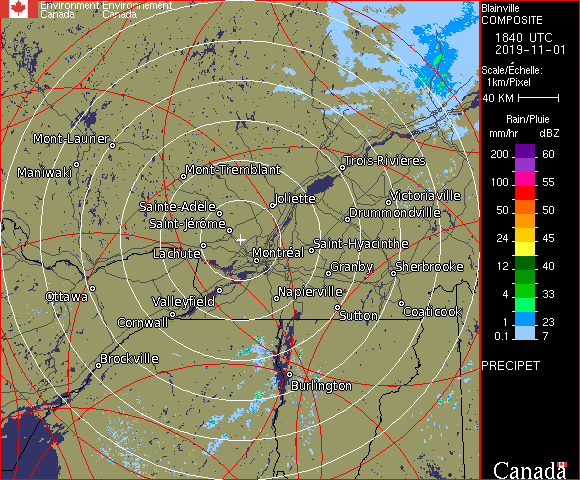 Environment Environnement
Canada Canada
Blainville
COMPOSITE
1840 UTC
2019-11-01
Scale/Échelle:
1km/Pixel
40 KM
Rain/Pluie
mm/hr dBZ
200 60
100 55
50 50
24 45
12 40
4 33
1 23
0.1 7
PRECIPET
Canada
Mont-Laurier
Maniwaki
Mont-Tremblant
Trois-Rivières
Joliette
Victoriaville
Sainte-Adèle
Drummondville
Saint-Jérôme
Lachute
Montréal
Saint-Hyacinthe
Granby
Sherbrooke
Ottawa
Valleyfield
Napierville
Cornwall
Sutton
Coaticook
Brockville
Burlington